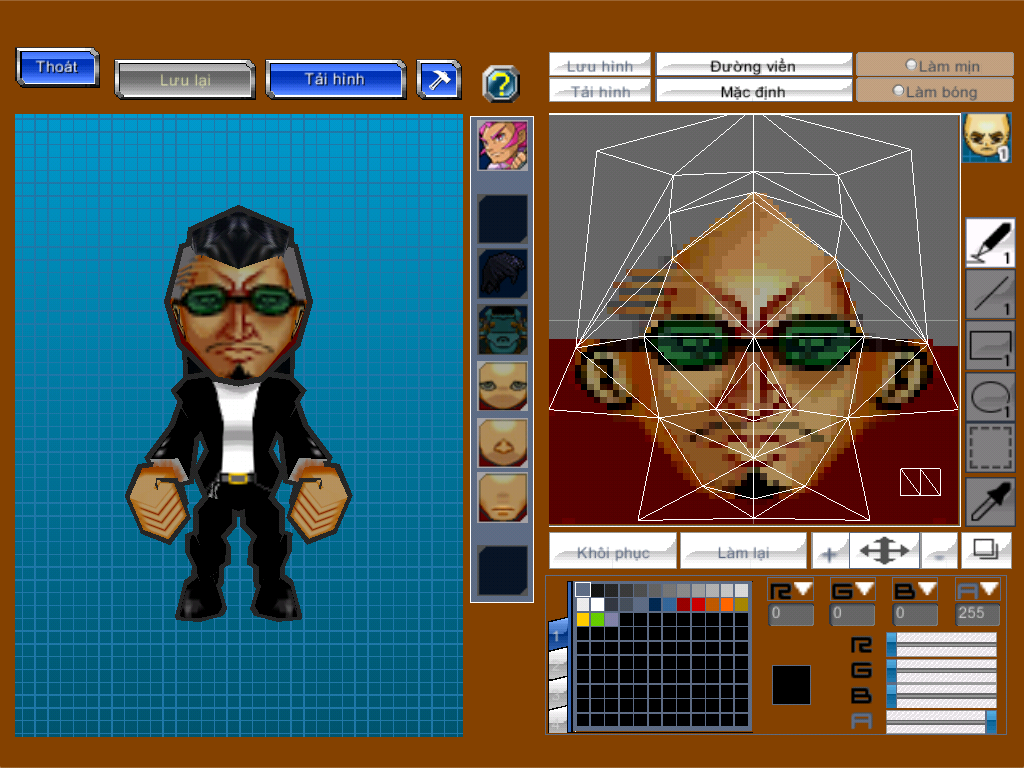 Thoát
Lưu lại
Tải hình
?
Lưu hình
Đường viền
Làm mịn
Tải hình
Mặc định
Làm bóng
1
1
1
1
1
Khôi phục
Làm lại
+
-
R
G
B
A
0
0
0
255
1
R
G
B
A